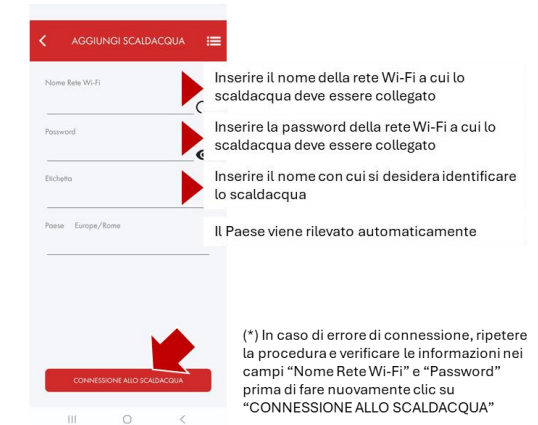 AGGIUNGI SCALDACQUA
Nome Rete Wi-Fi
Inserire il nome della rete Wi-Fi a cui lo
scaldacqua deve essere collegato
Password
Inserire la password della rete Wi-Fi a cui lo
scaldacqua deve essere collegato
Etichetta
Inserire il nome con cui si desidera identificare
lo scaldacqua
Paese Europe/Rome
Il Paese viene rilevato automaticamente
(*) In caso di errore di connessione, ripetere
la procedura e verificare le informazioni nei
campi “Nome Rete Wi-Fi” e “Password”
prima di fare nuovamente clic su
“CONNESSIONE ALLO SCALDACQUA”
CONNESSIONE ALLO SCALDACQUA